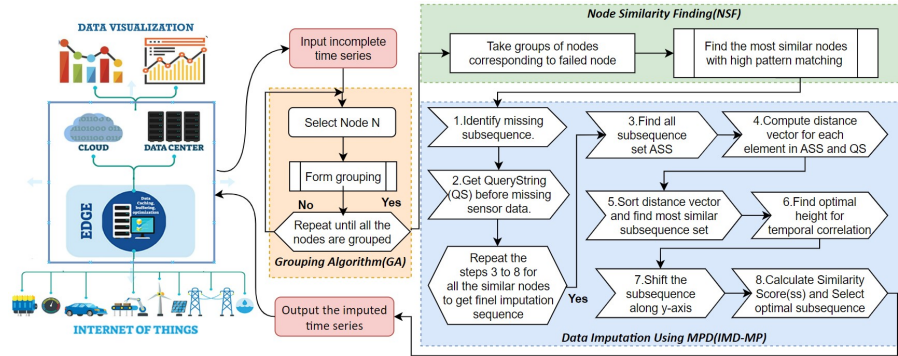 DATA VISUALIZATION
CLOUD
DATA CENTER
EDGE
Data
Caching,
buffering,
optimization
INTERNET OF THINGS
Input incomplete
time series
Select Node N
Form grouping
No
Yes
Repeat until all the
nodes are grouped
Grouping Algorithm(GA)
Output the imputed
time series
Node Similarity Finding(NSF)
Take groups of nodes
corresponding to failed node
Find the most similar nodes
with high pattern matching
1.Identify missing
subsequence.
2.Get QueryString
(QS) before missing
sensor data.
Repeat the
steps 3 to 8 for
all the similar nodes
to get finel imputation
sequence
Yes
3.Find all
subsequence
set ASS
4.Compute distance
vector for each
element in ASS and QS
5.Sort distance vector
and find most similar
subsequence set
6.Find optimal
height for
temporal correlation
7.Shift the
subsequence
along y-axis
8.Calculate Similarity
Score(ss) and Select
optimal subsequence
Data Imputation Using MPD(IMD-MP)